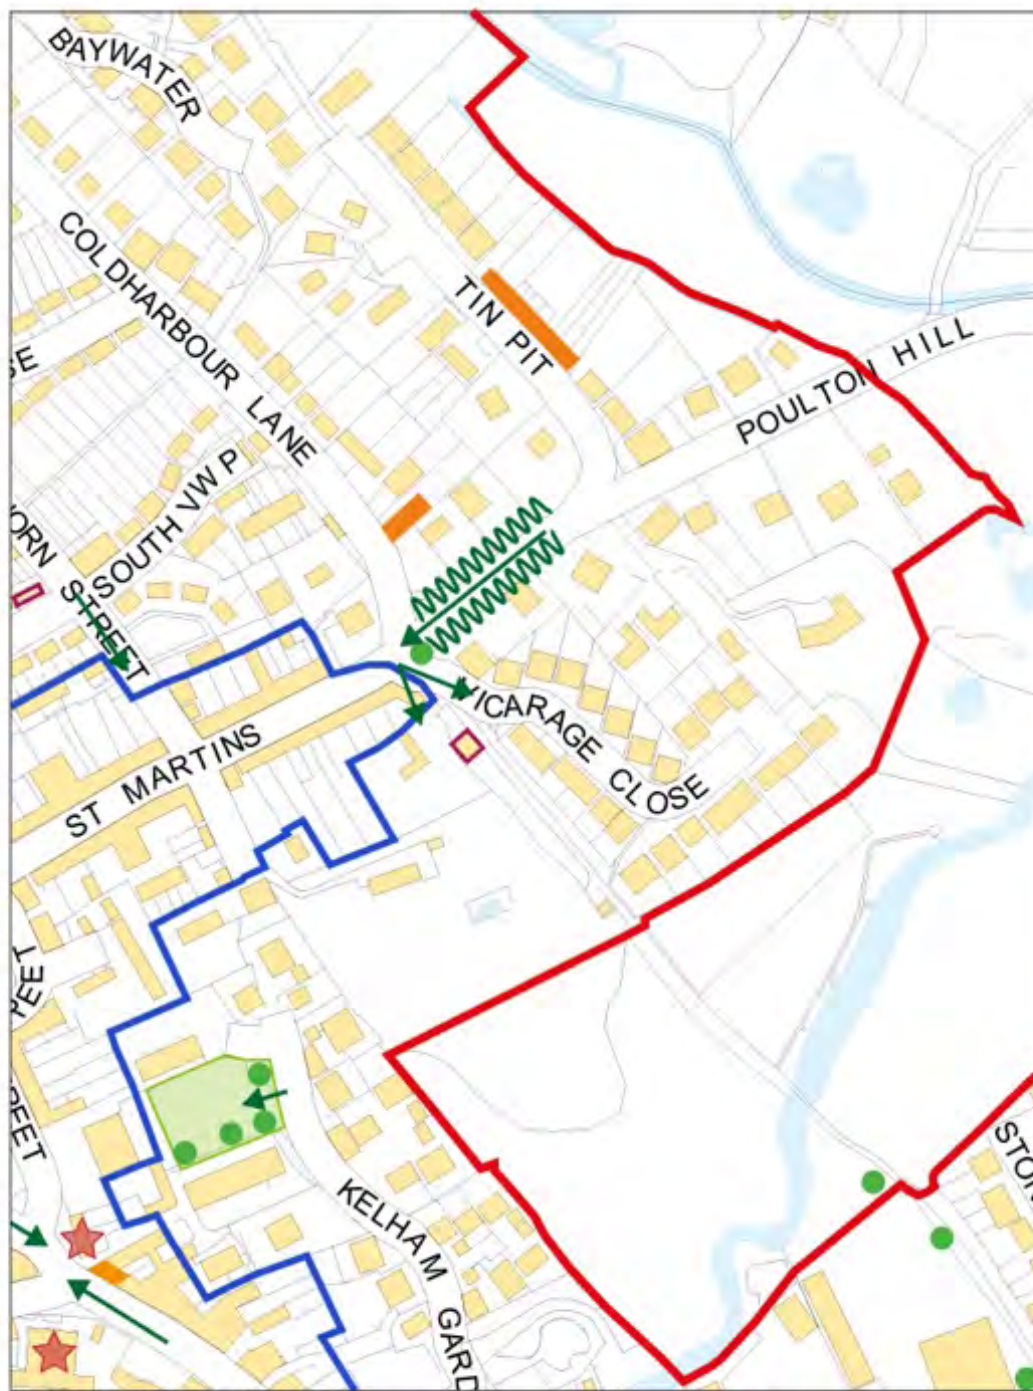 BAYWATER
COLDHARBOUR LANE
TIN PIT
POULTON HILL
SOUTH VW P
STREET
ST MARTINS
VICARAGE CLOSE
KELHAM GARD